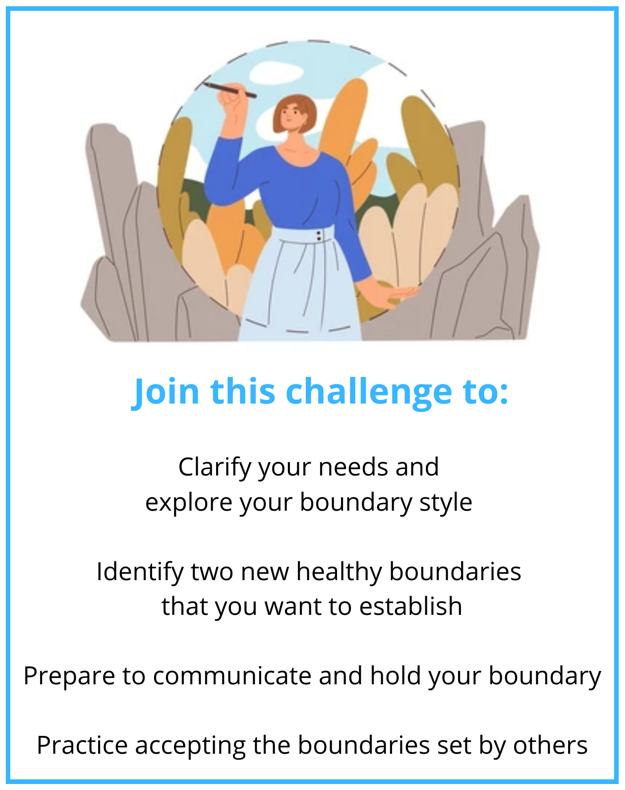 Join this challenge to:
Clarify your needs and
explore your boundary style
Identify two new healthy boundaries
that you want to establish
Prepare to communicate and hold your boundary
Practice accepting the boundaries set by others